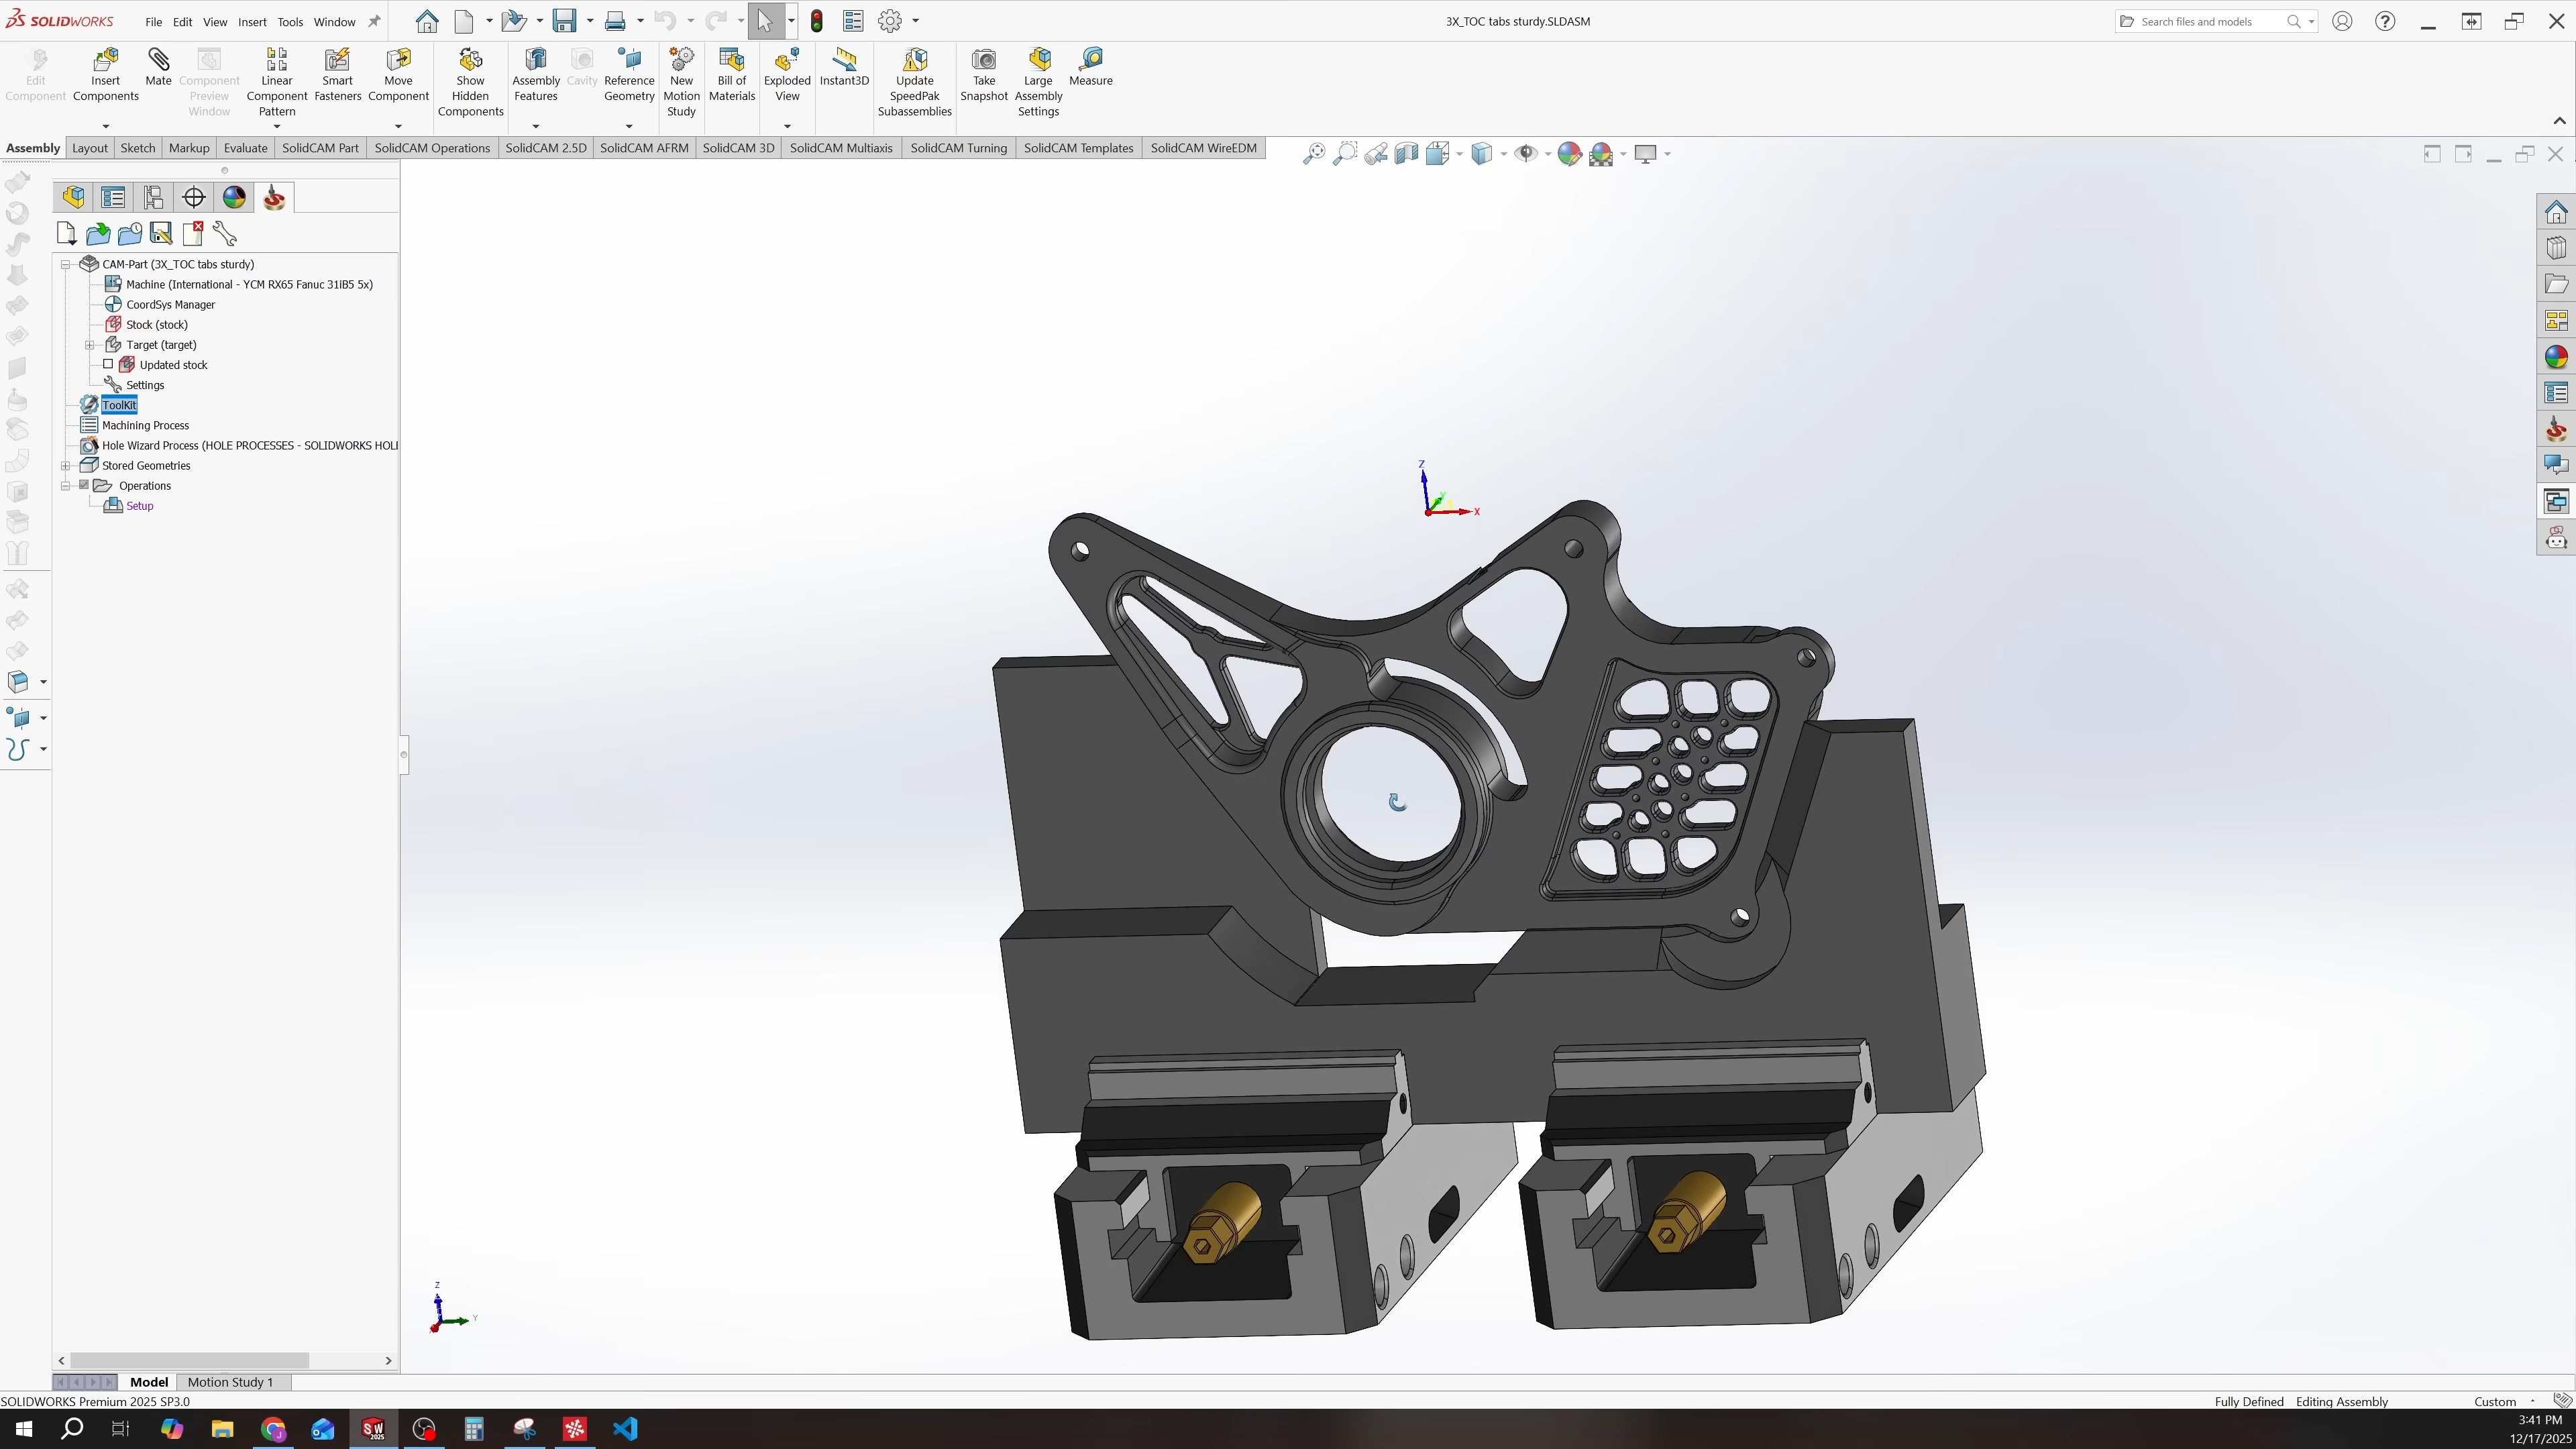 SOLIDWORKS File Edit View Insert Tools Window 3X_TOC tabs sturdy.SLDASM Search files and models
Edit Component
Insert Components
Mate
Component Preview Window
Linear Component Pattern
Smart Fasteners
Move Component
Show Hidden Components
Assembly Features
Cavity
Reference Geometry
New Motion Study
Bill of Materials
Exploded View
Instant3D
Update SpeedPak Subassemblies
Take Snapshot
Large Assembly Settings
Measure
Assembly Layout Sketch Markup Evaluate SolidCAM Part SolidCAM Operations SolidCAM 2.5D SolidCAM AFRM SolidCAM 3D SolidCAM Multiaxis SolidCAM Turning SolidCAM Templates SolidCAM WireEDM
CAM-Part (3X_TOC tabs sturdy)
Machine (International - YCM RX65 Fanuc 31iB5 5x)
CoordSys Manager
Stock (stock)
Target (target)
Updated stock
Settings
ToolKit
Machining Process
Hole Wizard Process (HOLE PROCESSES - SOLIDWORKS HOL
Stored Geometries
Operations
Setup
Z
Y
X
Z
Y
X
Model Motion Study 1
SOLIDWORKS Premium 2025 SP3.0 Fully Defined Editing Assembly Custom
SW
2025
3:41 PM
12/17/2025